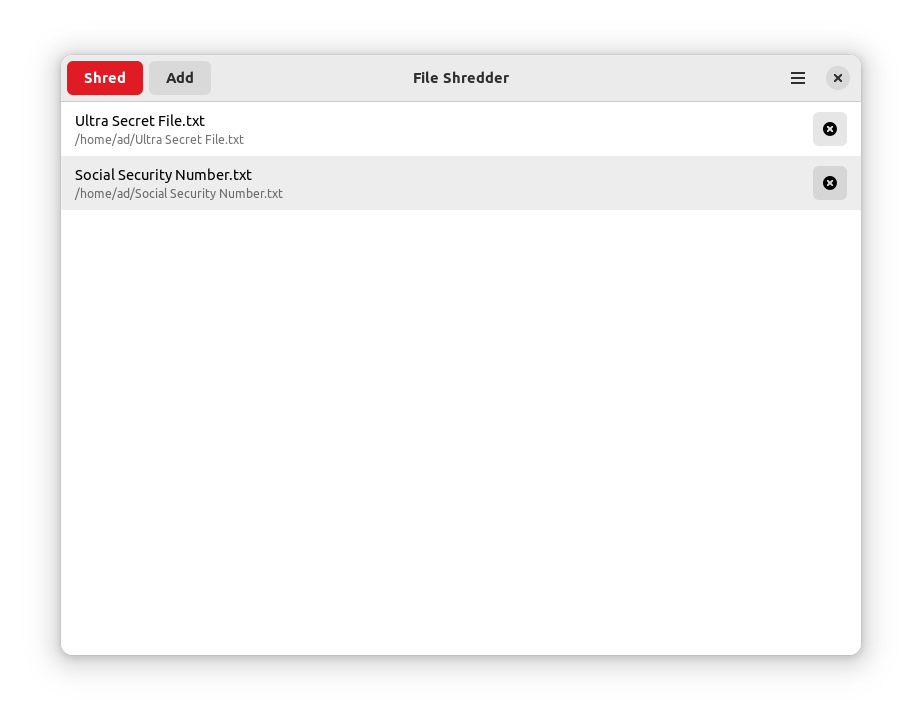 Shred Add File Shredder
Ultra Secret File.txt
/home/ad/Ultra Secret File.txt
Social Security Number.txt
/home/ad/Social Security Number.txt